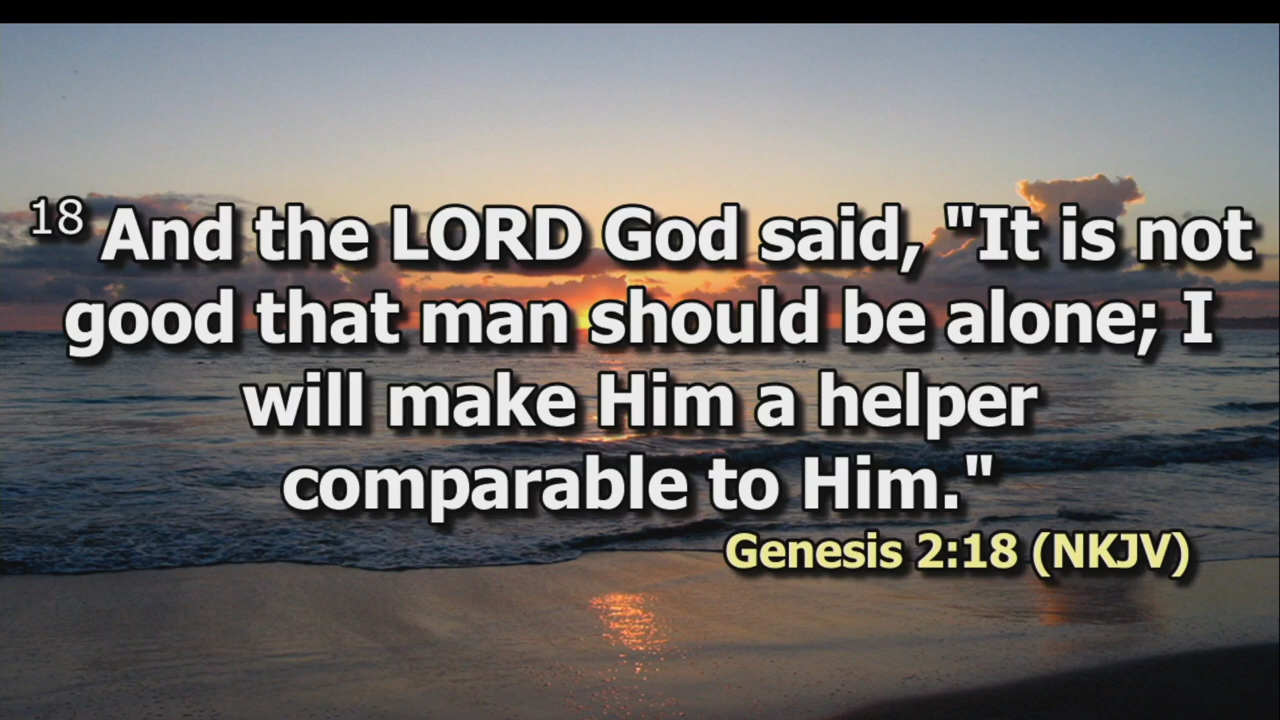 18 And the LORD God said, "It is not
good that man should be alone; I
will make Him a helper
comparable to Him."
Genesis 2:18 (NKJV)